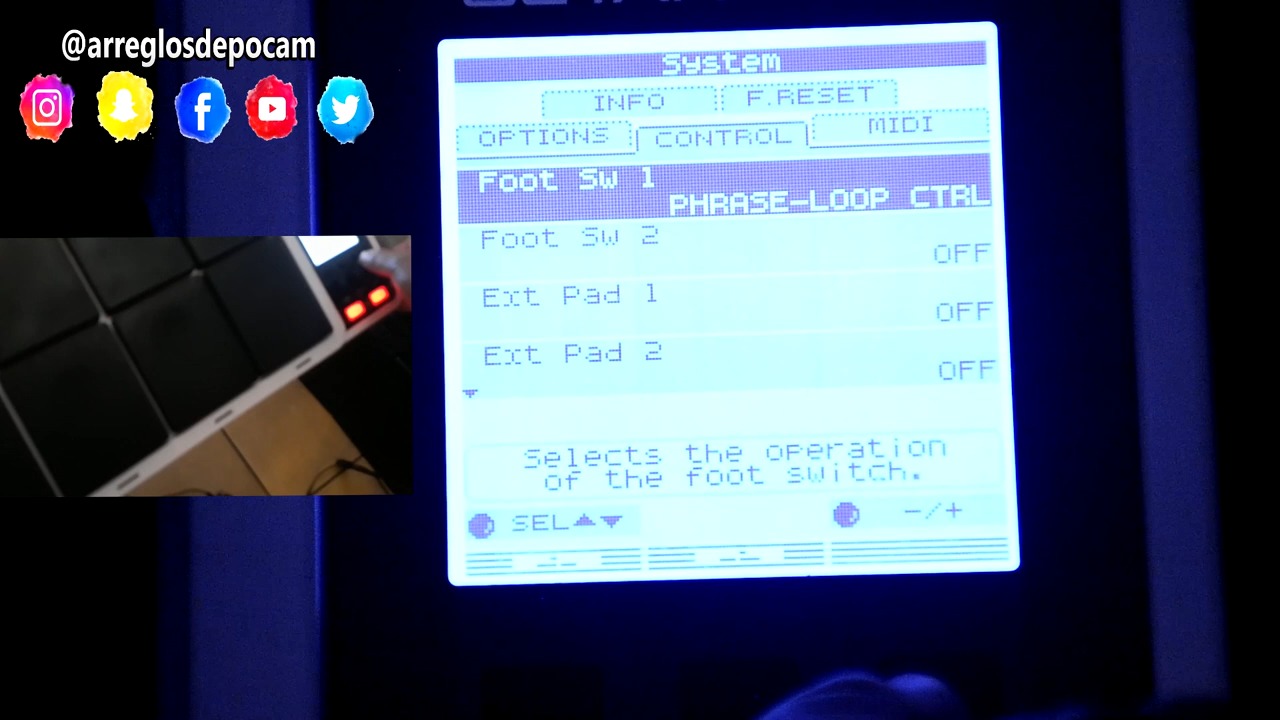 @arreglosdepocam
System
INFO
F.RESET
OPTIONS
CONTROL
MIDI
Foot Sw 1
PHRASE-LOOP CTRL
Foot Sw 2
OFF
Ext Pad 1
OFF
Ext Pad 2
OFF
Selects the operation
of the foot switch.
SEL▲▼
-/+